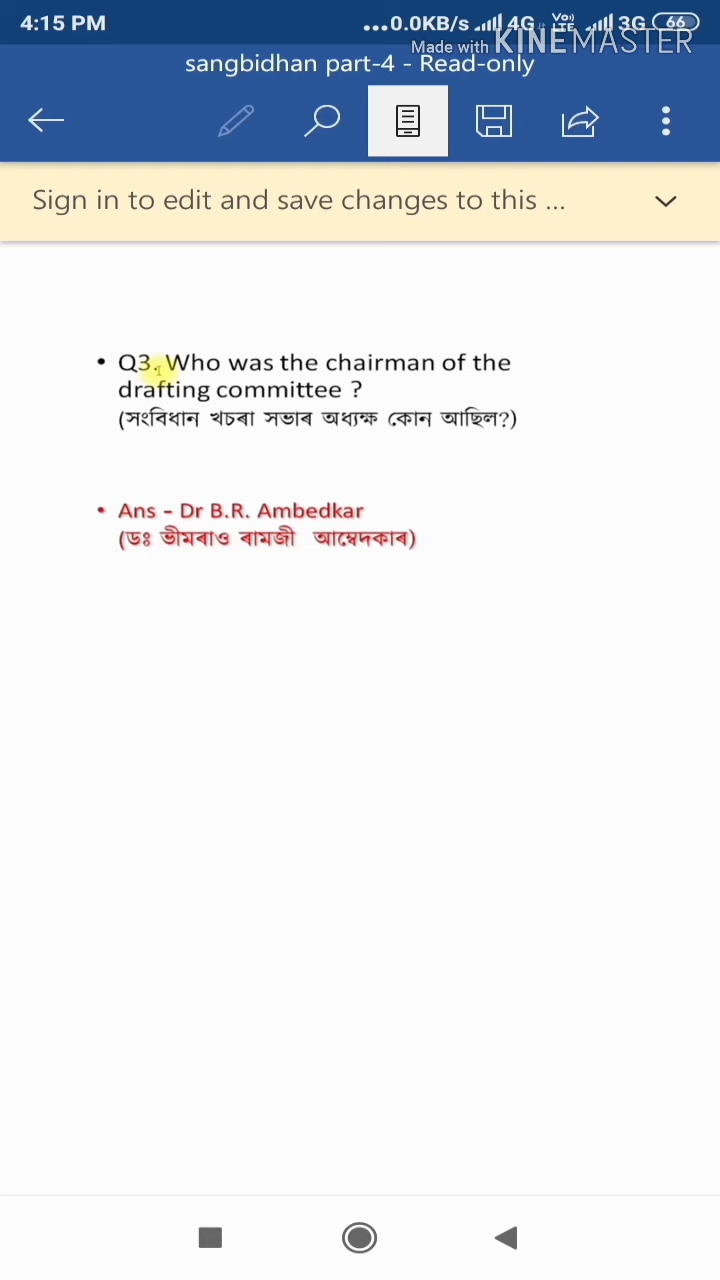 4:15 PM
...0.0KB/s 4G Vo)) LTE 3G 66
Made with KINEMASTER
sangbidhan part-4 - Read-only
Sign in to edit and save changes to this ...
• Q3. Who was the chairman of the
drafting committee ?
(সংবিধান খচৰা সভাৰ অধ্যক্ষ কোন আছিল?)
• Ans – Dr B.R. Ambedkar
(ডঃ ভীমৰাও ৰামজী আম্বেদকাৰ)